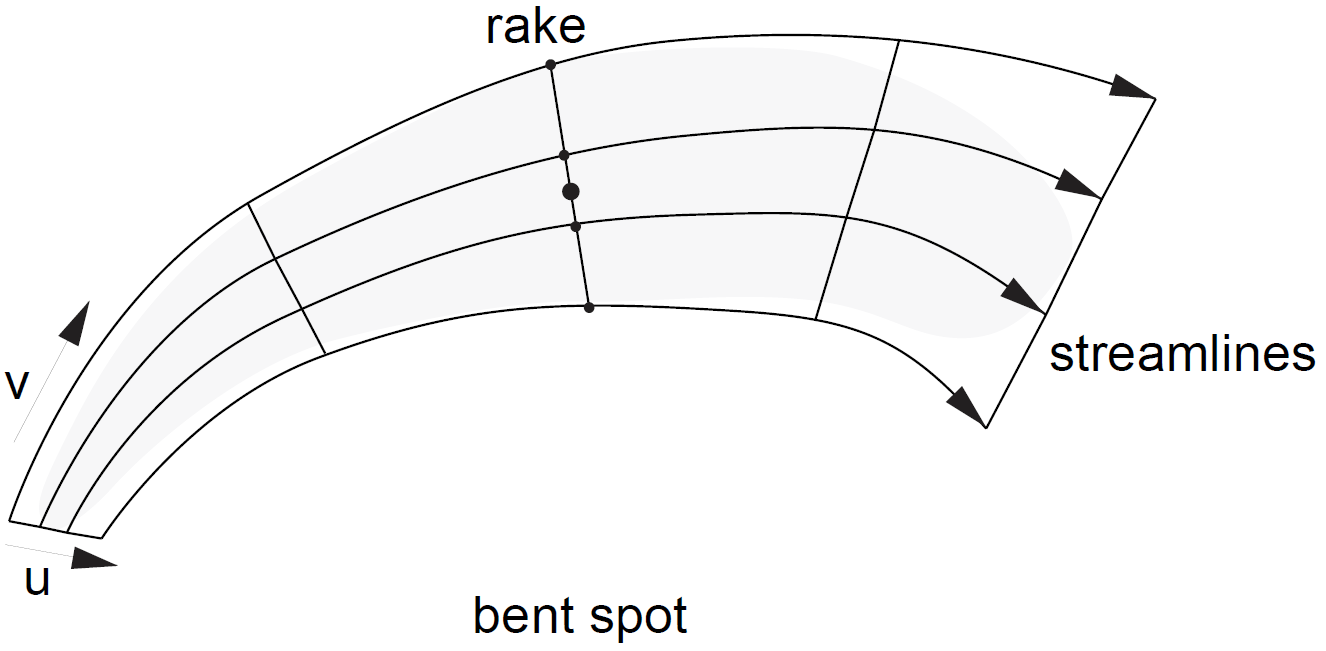 rake
v
streamlines
u
bent spot